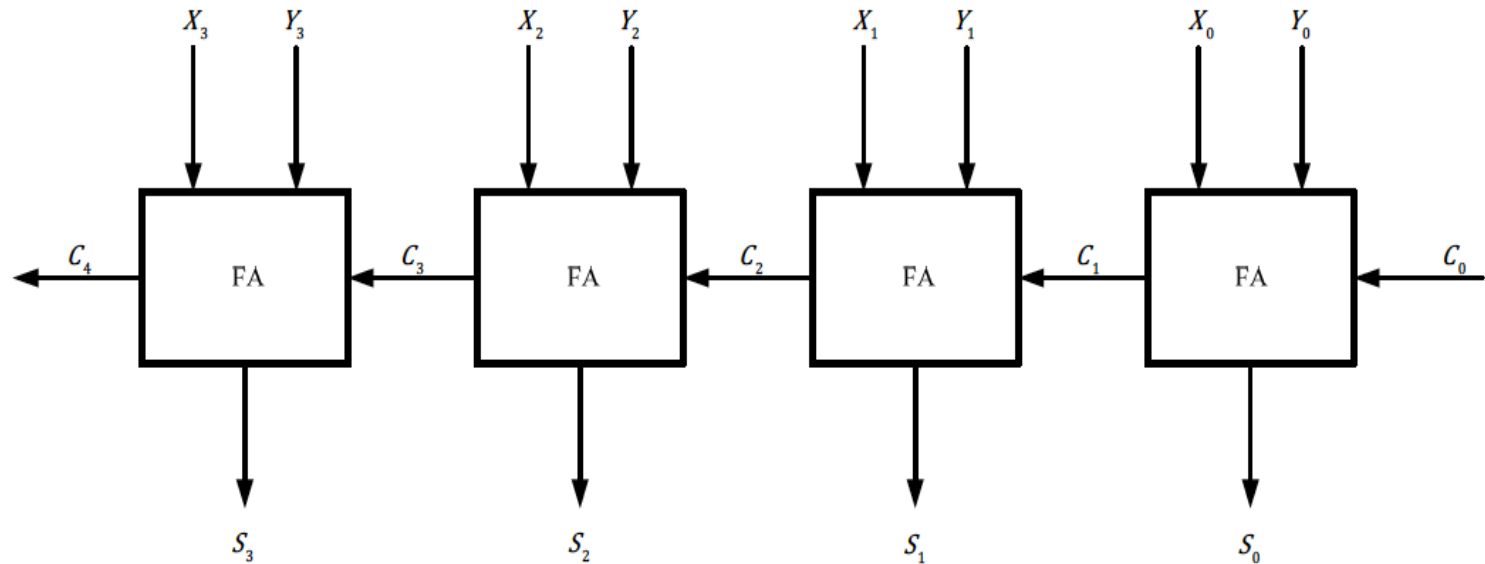 X₃ Y₃ X₂ Y₂ X₁ Y₁ X₀ Y₀
C₄ FA C₃ FA C₂ FA C₁ FA C₀
S₃ S₂ S₁ S₀